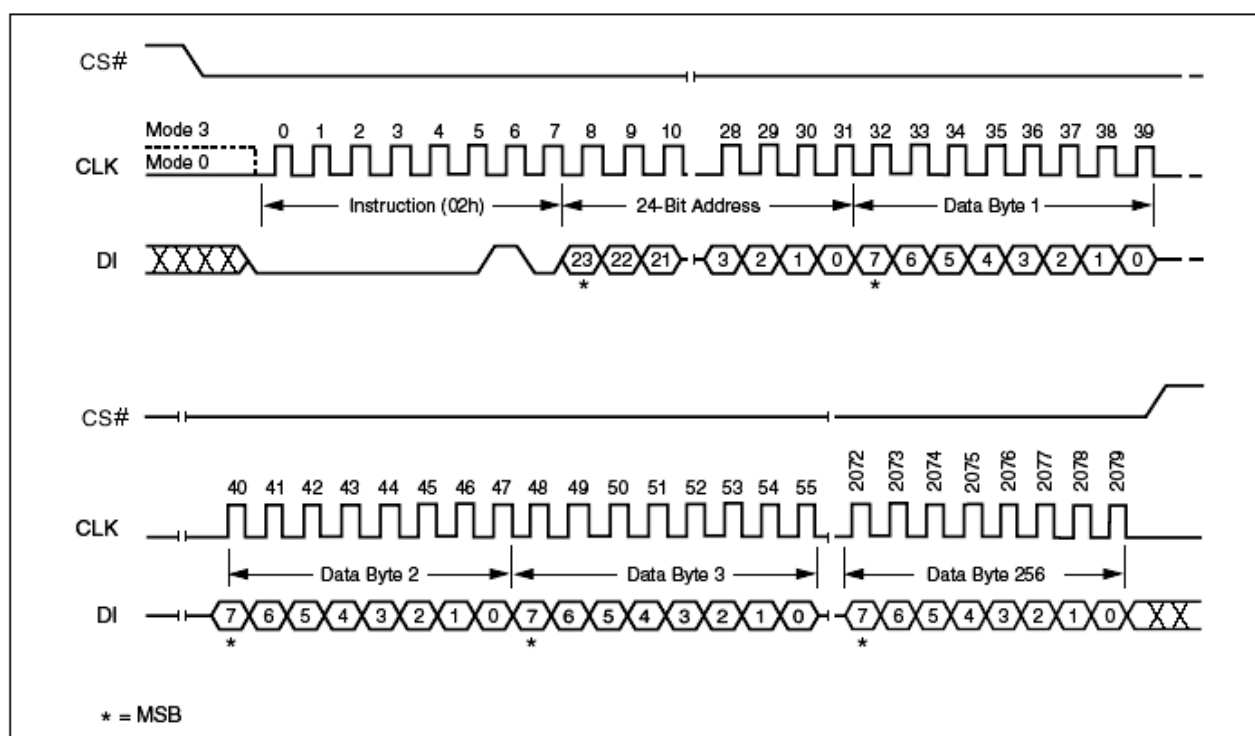 CS#
Mode 3
0 1 2 3 4 5 6 7 8 9 10 28 29 30 31 32 33 34 35 36 37 38 39
CLK
Mode 0
Instruction (02h) 24-Bit Address Data Byte 1
DI 23 22 21 3 2 1 0 7 6 5 4 3 2 1 0
* *
CS#
40 41 42 43 44 45 46 47 48 49 50 51 52 53 54 55 2072 2073 2074 2075 2076 2077 2078 2079
CLK
Data Byte 2 Data Byte 3 Data Byte 256
DI 7 6 5 4 3 2 1 0 7 6 5 4 3 2 1 0 7 6 5 4 3 2 1 0
* * *
* = MSB